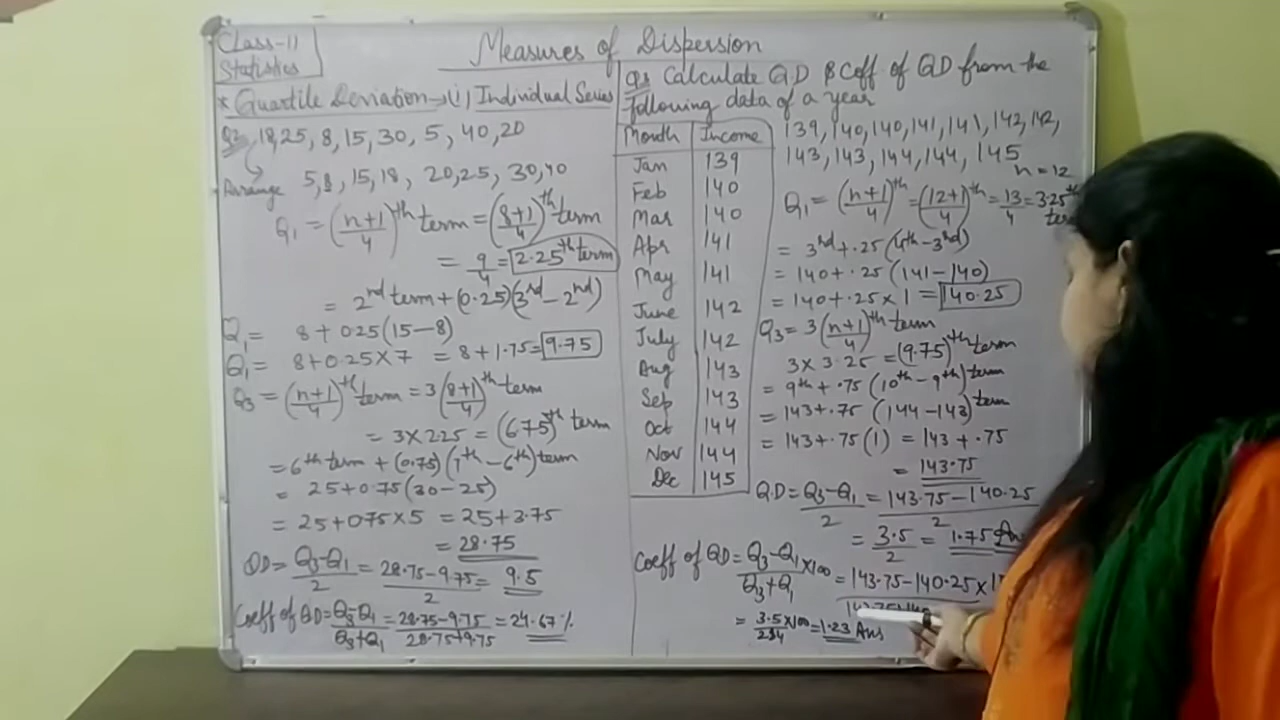 Class-11
Statistics
Measures of Dispersion
* Quartile Deviation → (i) Individual Series
Q2 18, 25, 8, 15, 30, 5, 40, 20
Arrange 5, 8, 15, 18, 20, 25, 30, 40
Q1 = (n+1/4)th term = (8+1/4)th term
= 9/4 = 2.25th term
= 2nd term + (0.25)(3rd - 2nd)
Q1 = 8 + 0.25(15-8)
Q1 = 8+0.25×7 = 8+1.75 = 9.75
Q3 = (n+1/4)th term = 3(8+1/4)th term
= 3×2.25 = (6.75)th term
= 6th term + (0.75)(7th - 6th) term
= 25+0.75(30-25)
= 25+075×5 = 25+3.75
= 28.75
QD = Q3-Q1/2 = 28.75-9.75/2 = 9.5
Coeff of QD = Q3-Q1/Q3+Q1 = 28.75-9.75/28.75+9.75 = 24.67%
Q3 Calculate QD & Coff of QD from the
following data of a year
Month Income
Jan 139
Feb 140
Mar 140
Apr 141
May 141
June 142
July 142
Aug 143
Sep 143
Oct 144
Nov 144
Dec 145
139, 140, 140, 141, 141, 142, 142,
143, 143, 144, 144, 145
n = 12
Q1 = (n+1/4)th = (12+1/4)th = 13/4 = 3.25th
= 3rd + .25(4th - 3rd)
= 140+.25(141-140)
= 140+.25×1 = 140.25
Q3 = 3(n+1/4)th term
3×3.25 = (9.75)th term
= 9th + .75(10th - 9th) term
= 143+.75(144-143) term
= 143+.75(1) = 143+.75
= 143.75
Q.D = Q3-Q1/2 = 143.75-140.25/2
= 3.5/2 = 1.75 Ans
Coeff of QD = Q3-Q1/Q3+Q1 ×100 = 143.75-140.25×
= 3.5/284×100 = 1.23 Ans